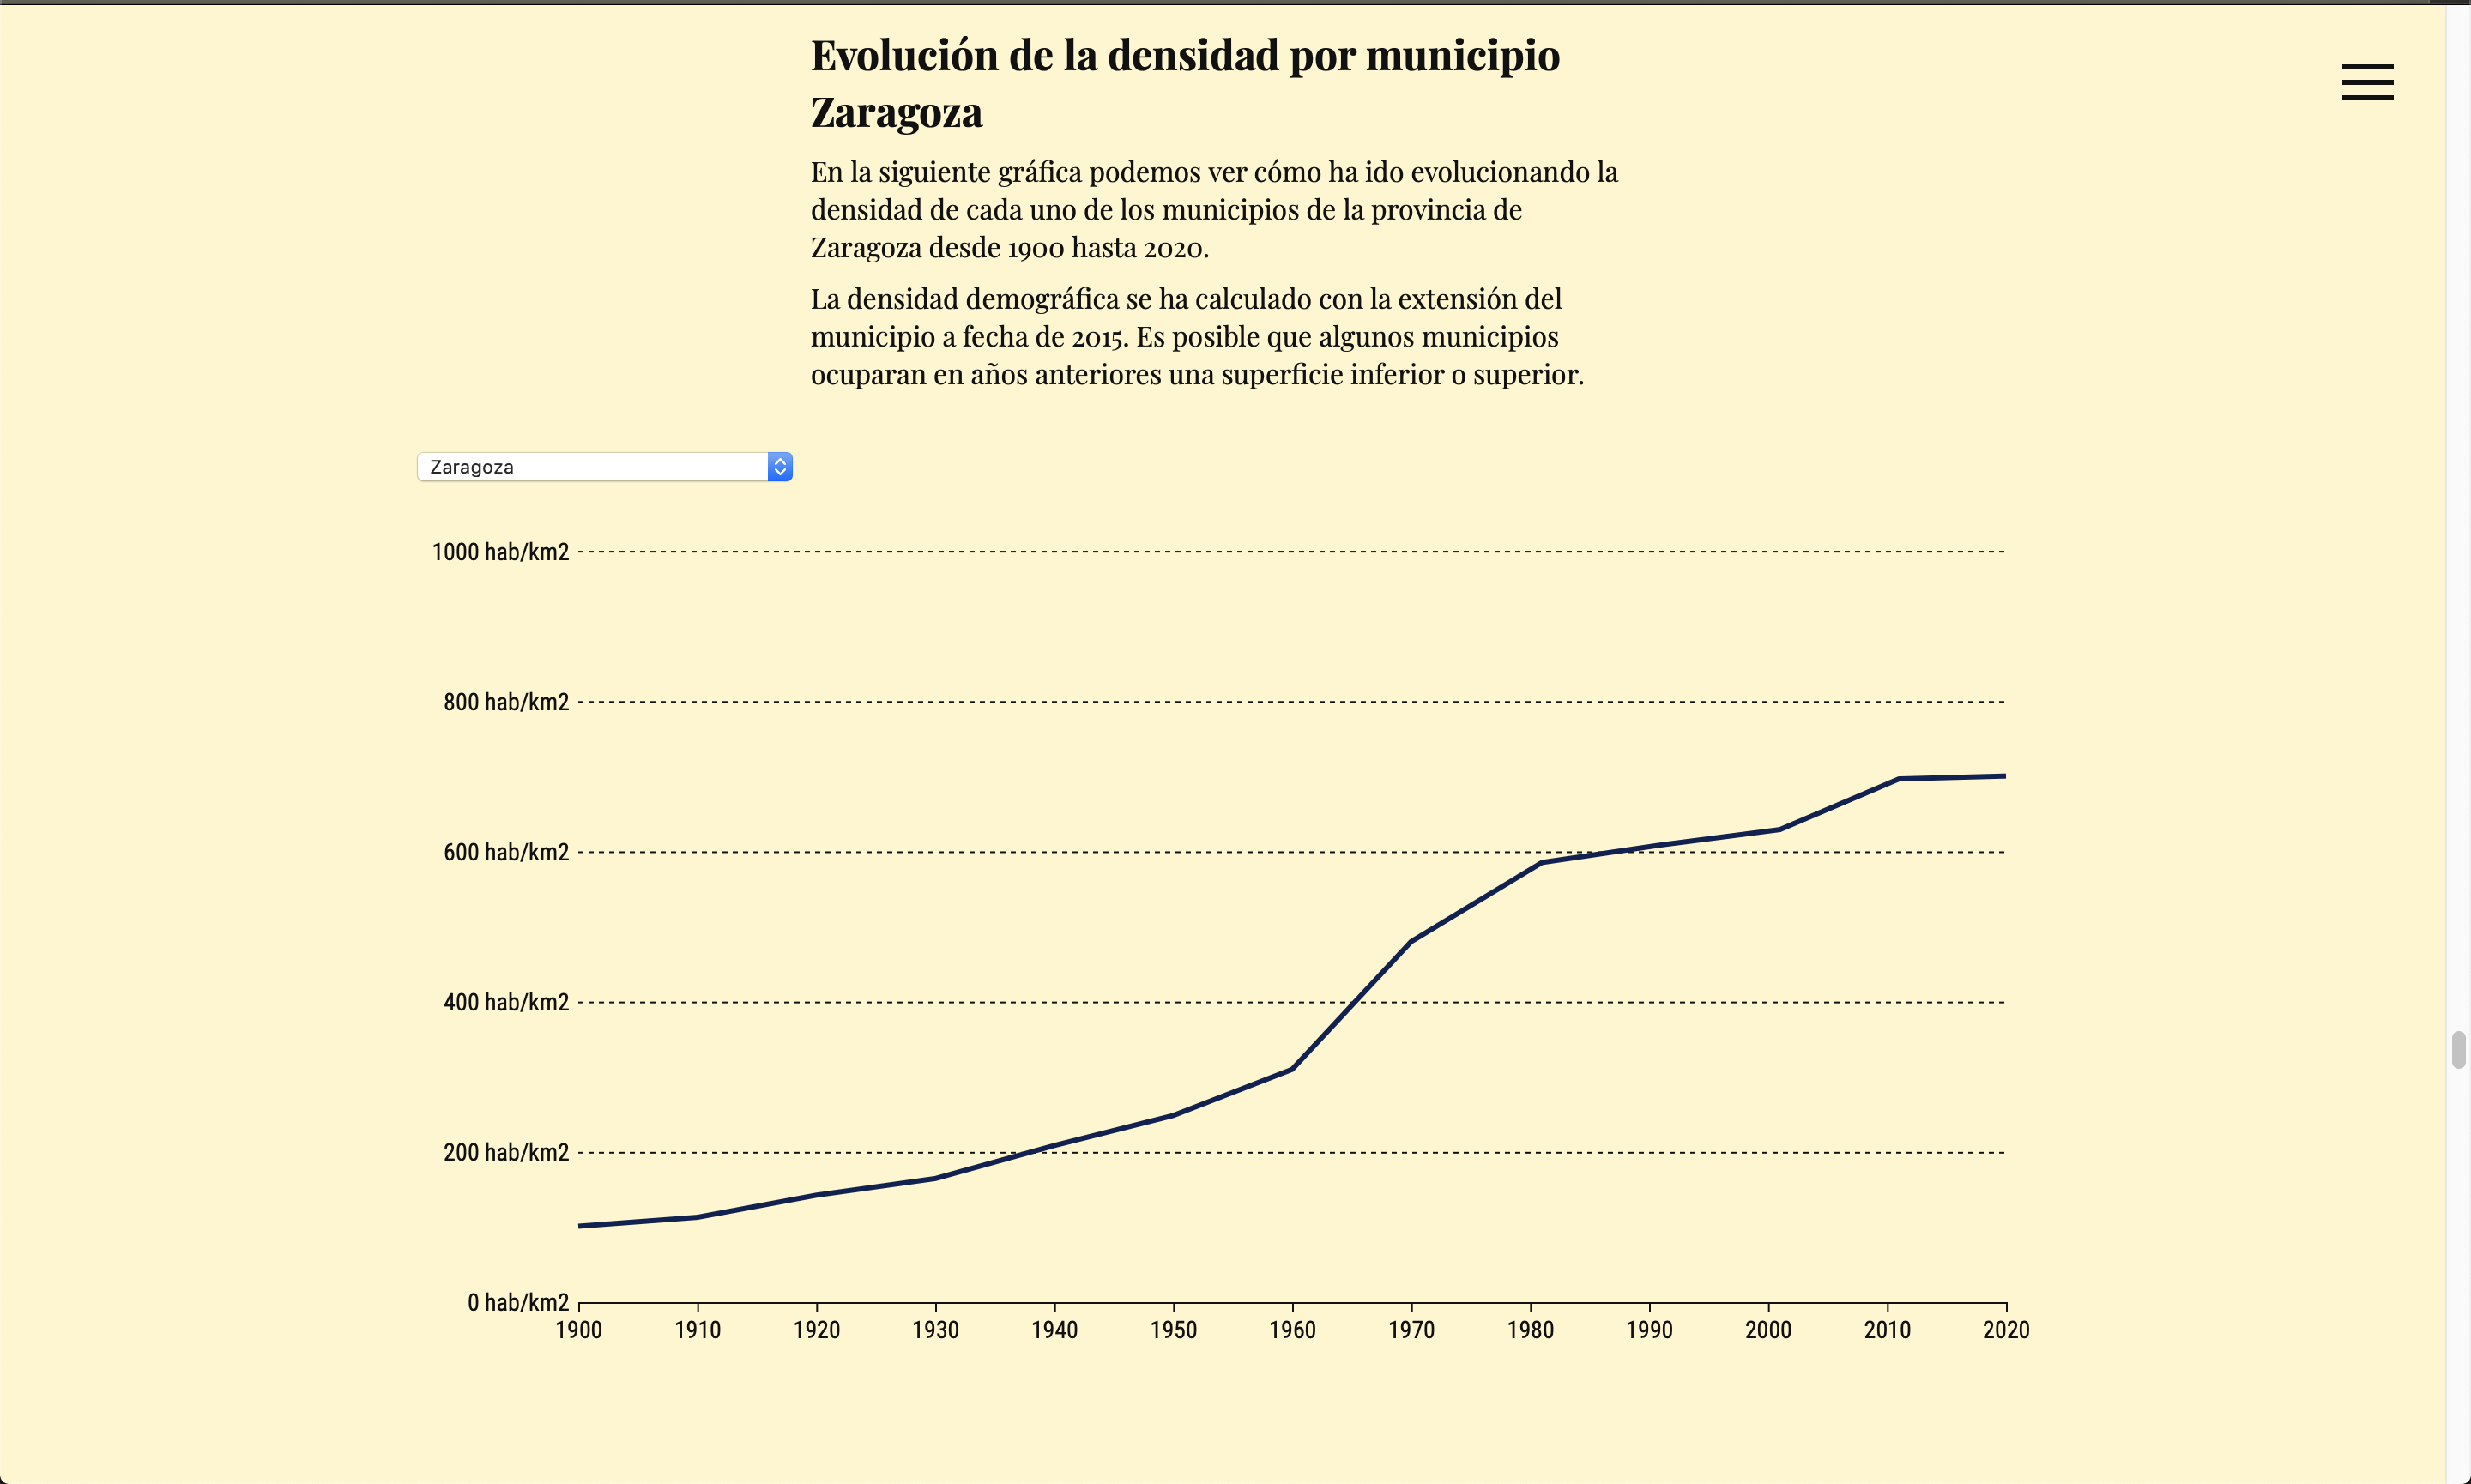 Evolución de la densidad por municipio
Zaragoza
En la siguiente gráfica podemos ver cómo ha ido evolucionando la
densidad de cada uno de los municipios de la provincia de
Zaragoza desde 1900 hasta 2020.
La densidad demográfica se ha calculado con la extensión del
municipio a fecha de 2015. Es posible que algunos municipios
ocuparan en años anteriores una superficie inferior o superior.
Zaragoza
1000 hab/km2
800 hab/km2
600 hab/km2
400 hab/km2
200 hab/km2
0 hab/km2
1900 1910 1920 1930 1940 1950 1960 1970 1980 1990 2000 2010 2020